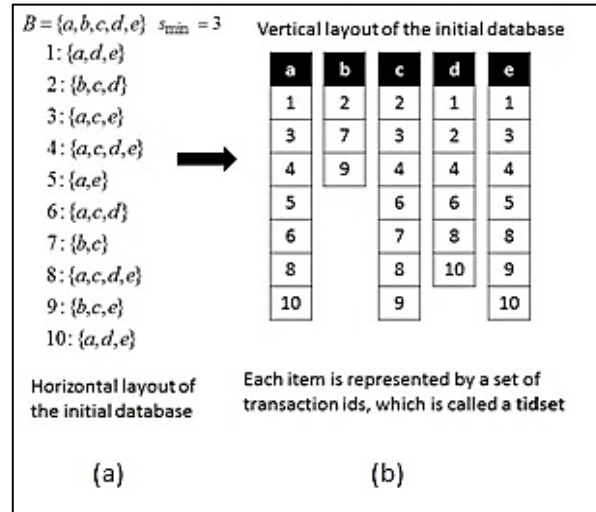 B = {a,b,c,d,e} s_min = 3
1: {a,d,e}
2: {b,c,d}
3: {a,c,e}
4: {a,c,d,e}
5: {a,e}
6: {a,c,d}
7: {b,c}
8: {a,c,d,e}
9: {b,c,e}
10: {a,d,e}
Horizontal layout of
the initial database
(a)
Vertical layout of the initial database
a b c d e
1 2 2 1 1
3 7 3 2 3
4 9 4 4 4
5 6 6 5
6 7 8 8
8 8 10 9
10 9 10
Each item is represented by a set of
transaction ids, which is called a tidset
(b)